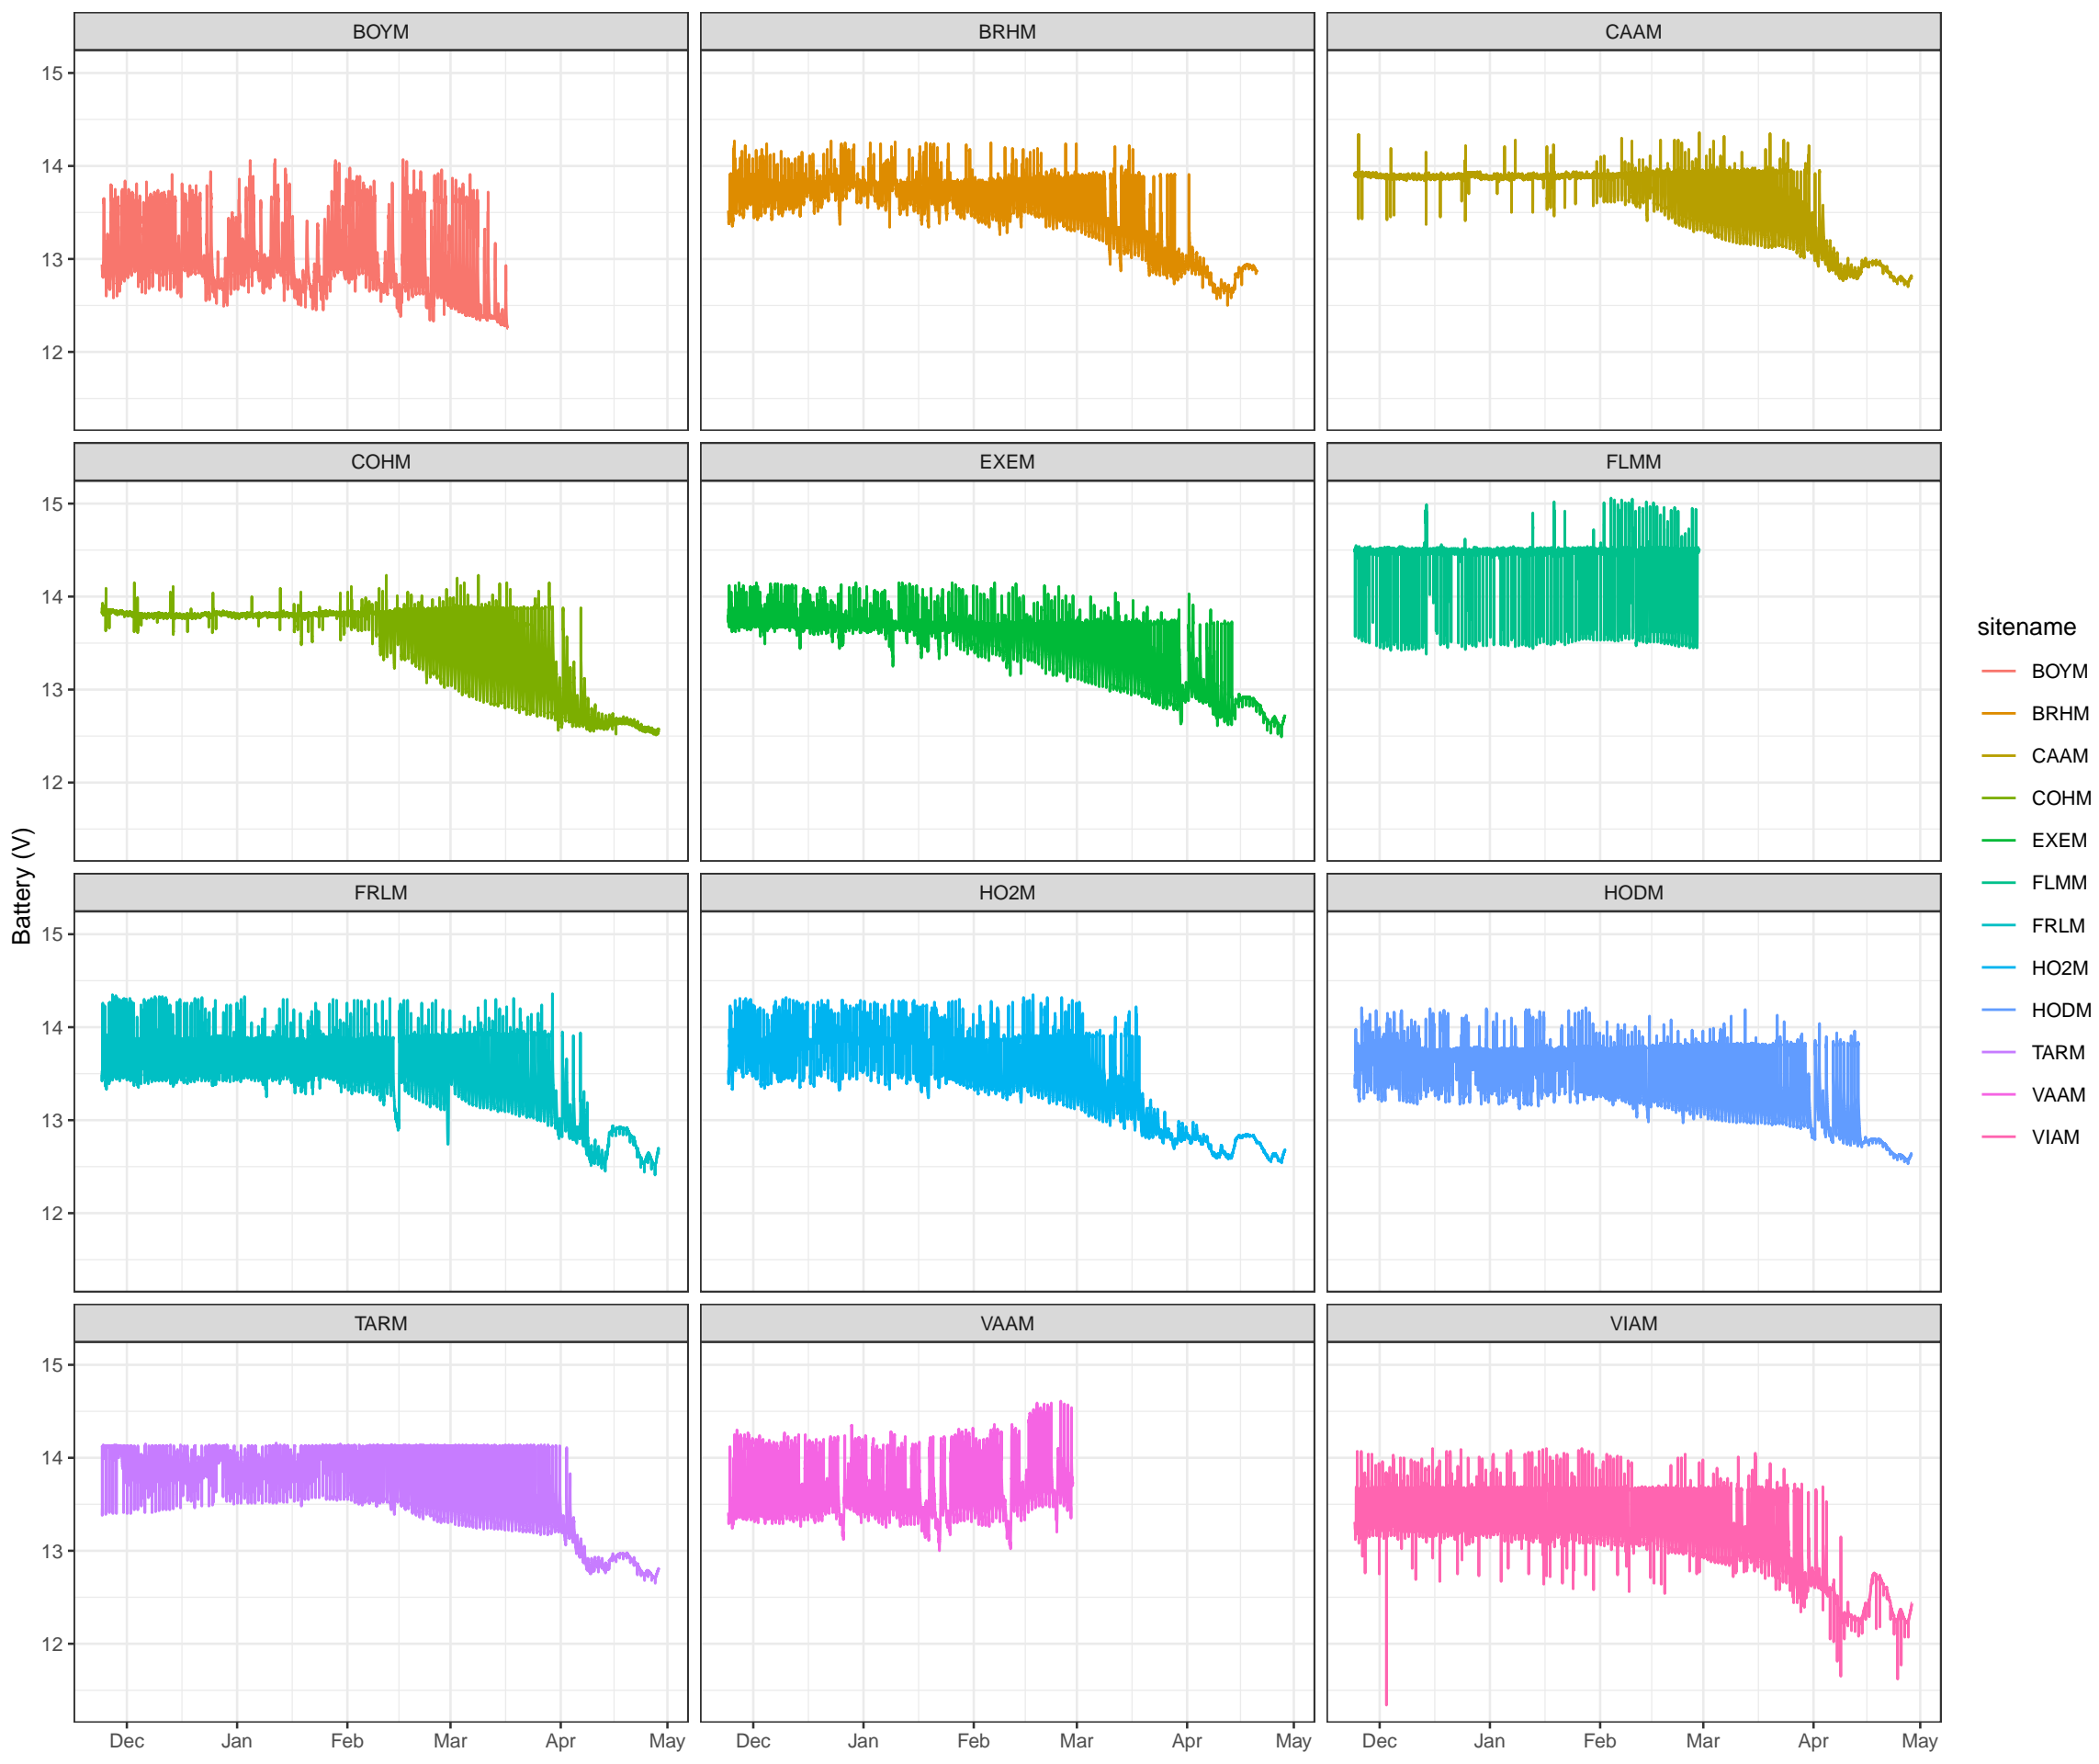 BOYM BRHM CAAM
15
14
13
12
COHM EXEM FLMM
15
14
13
12
FRLM HO2M HODM
15
14
13
12
TARM VAAM VIAM
15
14
13
12
Dec Jan Feb Mar Apr May Dec Jan Feb Mar Apr May Dec Jan Feb Mar Apr May
Battery (V)
sitename
BOYM
BRHM
CAAM
COHM
EXEM
FLMM
FRLM
HO2M
HODM
TARM
VAAM
VIAM